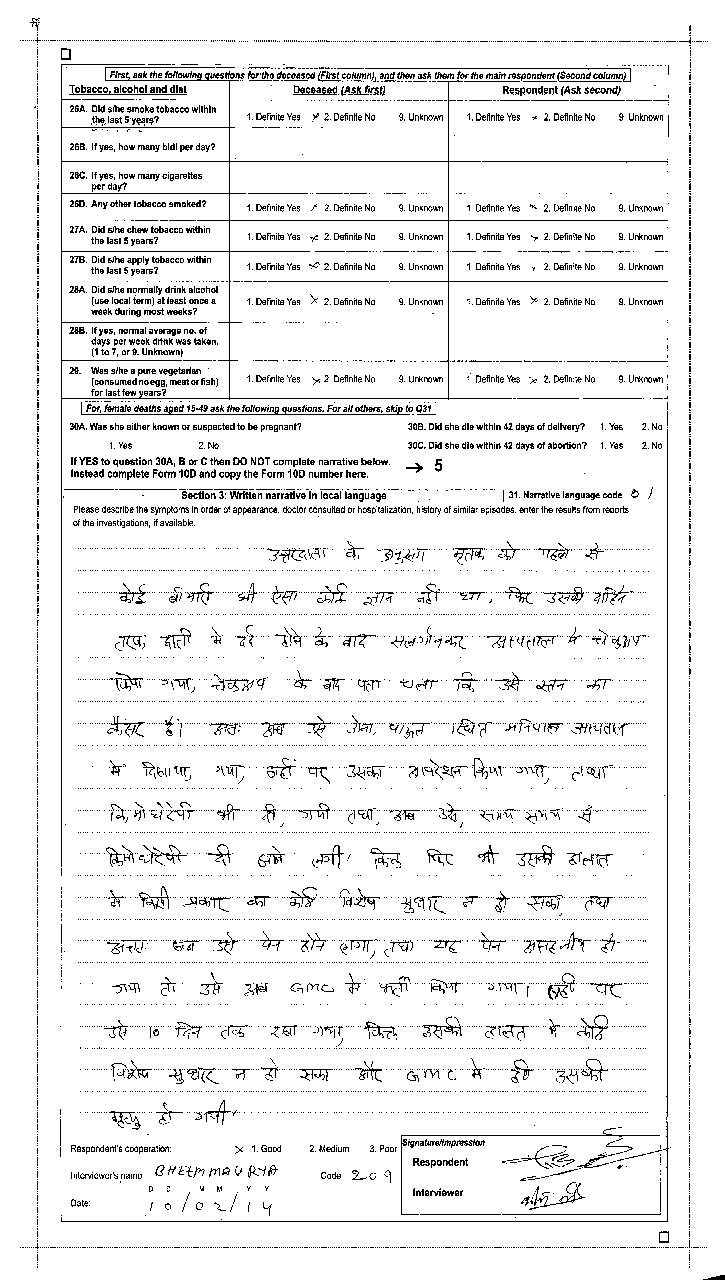 First, ask the following questions for the deceased (First column), and then ask them for the main respondent (Second column)
Tobacco, alcohol and diet Deceased (Ask first) Respondent (Ask second)
26A. Did s/he smoke tobacco within the last 5 years? 1. Definite Yes × 2. Definite No 9. Unknown 1. Definite Yes × 2. Definite No 9. Unknown
26B. If yes, how many bidi per day?
26C. If yes, how many cigarettes per day?
26D. Any other tobacco smoked? 1. Definite Yes × 2. Definite No 9. Unknown 1. Definite Yes × 2. Definite No 9. Unknown
27A. Did s/he chew tobacco within the last 5 years? 1. Definite Yes × 2. Definite No 9. Unknown 1. Definite Yes × 2. Definite No 9. Unknown
27B. Did s/he apply tobacco within the last 5 years? 1. Definite Yes × 2. Definite No 9. Unknown 1. Definite Yes × 2. Definite No 9. Unknown
28A. Did s/he normally drink alcohol (use local term) at least once a week during most weeks? 1. Definite Yes × 2. Definite No 9. Unknown 1. Definite Yes × 2. Definite No 9. Unknown
28B. If yes, normal average no. of days per week drink was taken. (1 to 7, or 9. Unknown)
29. Was s/he a pure vegetarian (consumed no egg, meat or fish) for last few years? 1. Definite Yes × 2. Definite No 9. Unknown 1. Definite Yes × 2. Definite No 9. Unknown
For, female deaths aged 15-49 ask the following questions. For all others, skip to Q31
30A. Was she either known or suspected to be pregnant? 30B. Did she die within 42 days of delivery? 1. Yes 2. No
1. Yes 2. No 30C. Did she die within 42 days of abortion? 1. Yes 2. No
If YES to question 30A, B or C then DO NOT complete narrative below. → 5
Instead complete Form 10D and copy the Form 10D number here.
Section 3: Written narrative in local language 31. Narrative language code 0 1
Please describe the symptoms in order of appearance, doctor consulted or hospitalization, history of similar episodes, enter the results from reports
of the investigations, if available.
उत्तरदाता के अनुसार मृतक को पहले से
कोई बीमारी भी ऐसा कोई ज्ञान नहीं था, फिर उसकी दाहिने
तरफ छाती में दर्द होने के बाद अस्पताल में चेकअप
किया गया, चेकअप के बाद पता चला कि उसे स्तन का
कैंसर है। अतः अब उसे गोवा, स्थित मनिपाल अस्पताल
में दिखाया, गया, वहाँ पर उसका आपरेशन किया गया, तथा
किमोथेरेपी भी दी, गयी तथा, अब उसे, समय समय से
किमोथेरेपी दी जाने लगी। किन्तु फिर भी उसकी हालात
में किसी प्रकार का कोई विशेष सुधार न हो सका, तथा
अन्ततः जब उसे पेन होने लगा, तथा यह पेन असहनीय हो
गया तो उसे अब GMC में भर्ती किया गया। वहाँ पर
उसे 10 दिन तक रखा गया, किन्तु उसकी हालत में कोई
विशेष सुधार न हो सका और GMC में ही उसकी
मृत्यु हो गयी।
Respondent's cooperation: × 1. Good 2. Medium 3. Poor Signature/Impression
Respondent
Interviewer's name BHEEM MAURYA Code 209
Interviewer
D D M M Y Y
Date: 10/02/14